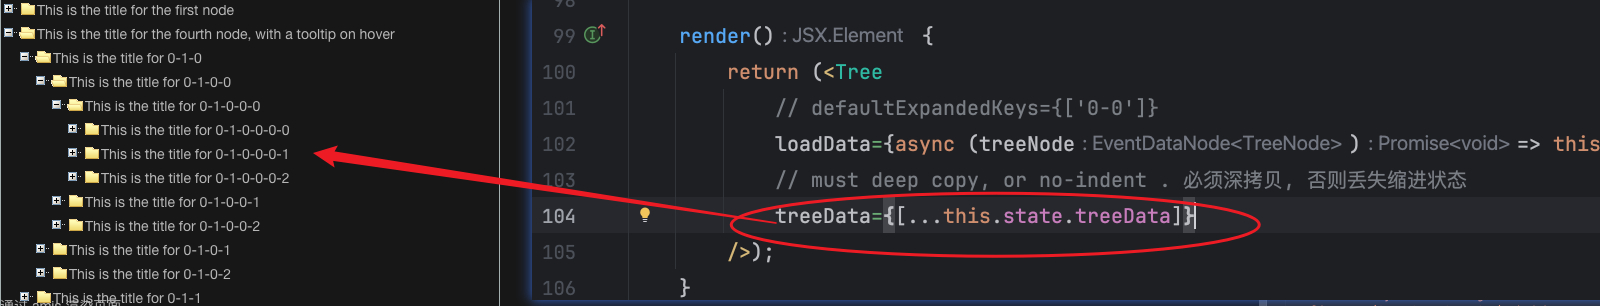 This is the title for the first node
This is the title for the fourth node, with a tooltip on hover
This is the title for 0-1-0
This is the title for 0-1-0-0
This is the title for 0-1-0-0-0
This is the title for 0-1-0-0-0-0
This is the title for 0-1-0-0-0-1
This is the title for 0-1-0-0-0-2
This is the title for 0-1-0-0-1
This is the title for 0-1-0-0-2
This is the title for 0-1-0-1
This is the title for 0-1-0-2
This is the title for 0-1-1
98
99 render() : JSX.Element {
100 return (<Tree
101 // defaultExpandedKeys={['0-0']}
102 loadData={async (treeNode : EventDataNode<TreeNode> ) : Promise<void> => this
103 // must deep copy, or no-indent . 必须深拷贝, 否则丢失缩进状态
104 treeData={[...this.state.treeData]}
105 />);
106 }